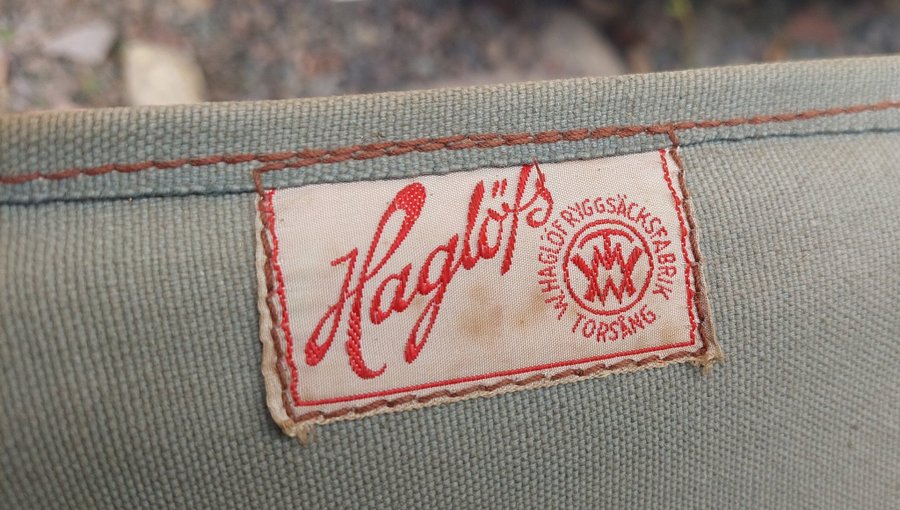 Haglöfs
W. HAGLÖF RYGGSÄCKSFABRIK
TORSÅNG